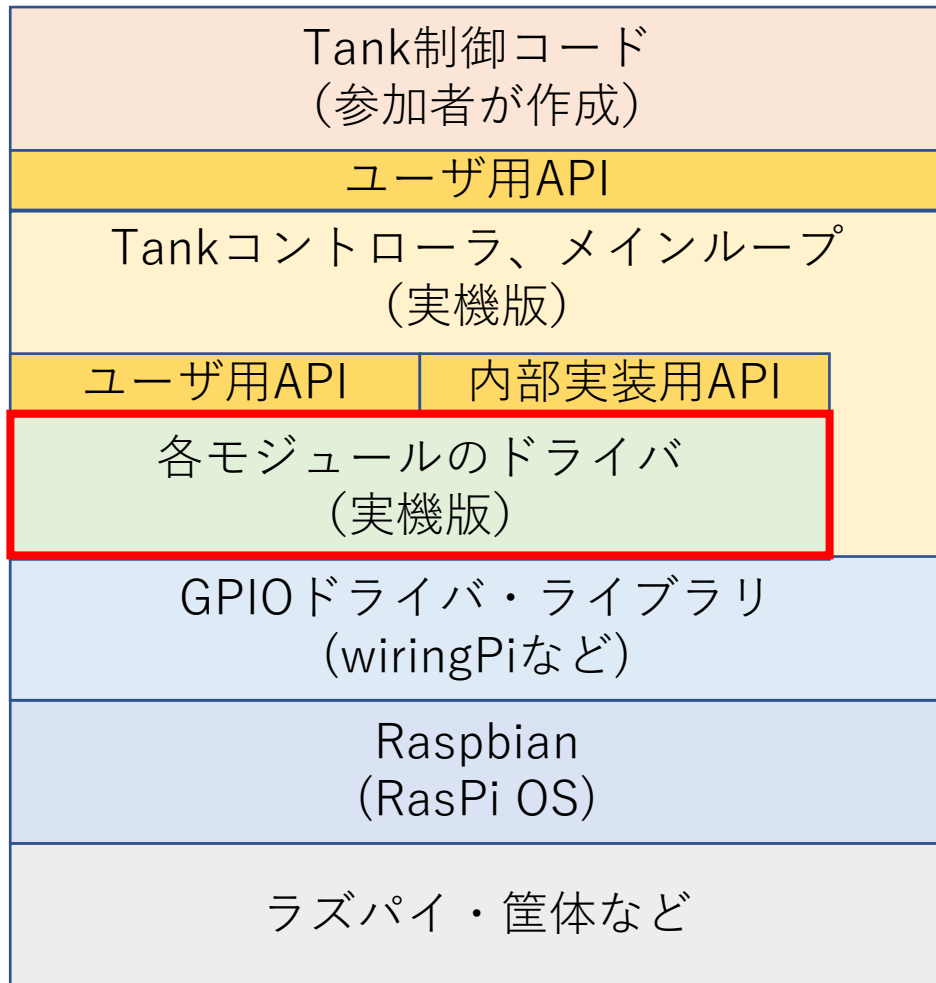 Tank制御コード
（参加者が作成）
ユーザ用API
Tankコントローラ、メインループ
（実機版）
ユーザ用API
内部実装用API
各モジュールのドライバ
（実機版）
GPIOドライバ・ライブラリ
(wiringPiなど)
Raspbian
(RasPi OS)
ラズパイ・筐体など